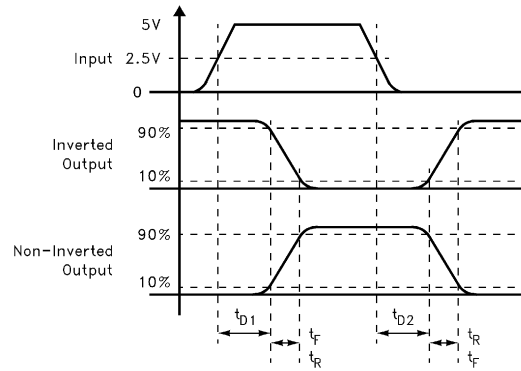 5V
Input 2.5V
0
90%
Inverted
Output
10%
90%
Non-Inverted
Output
10%
tD1 tF tD2 tR
tR tF